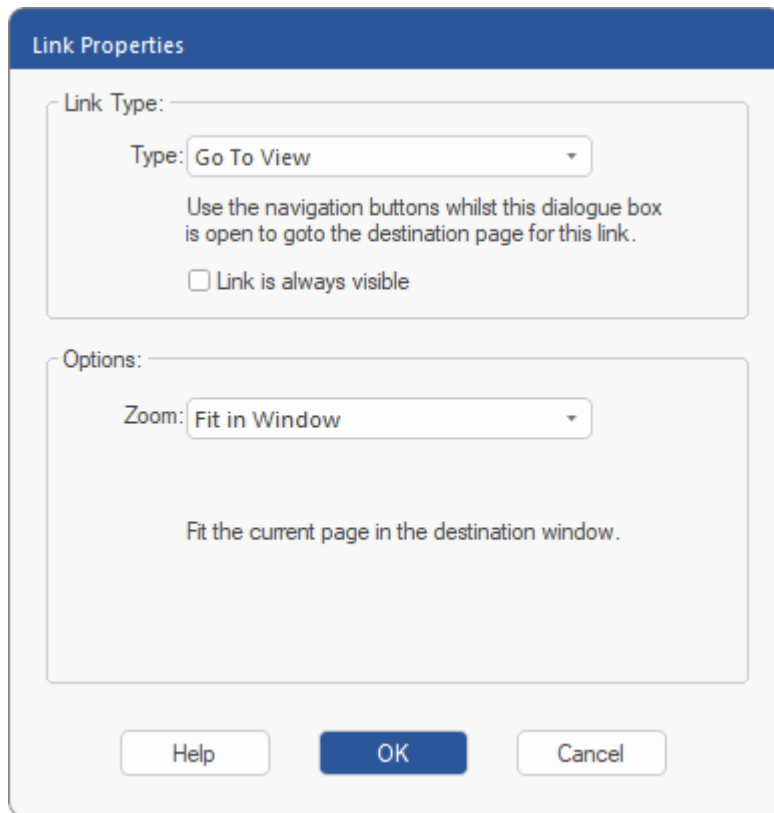 Link Properties
Link Type:
Type: Go To View
Use the navigation buttons whilst this dialogue box
is open to goto the destination page for this link.
Link is always visible
Options:
Zoom: Fit in Window
Fit the current page in the destination window.
Help OK Cancel